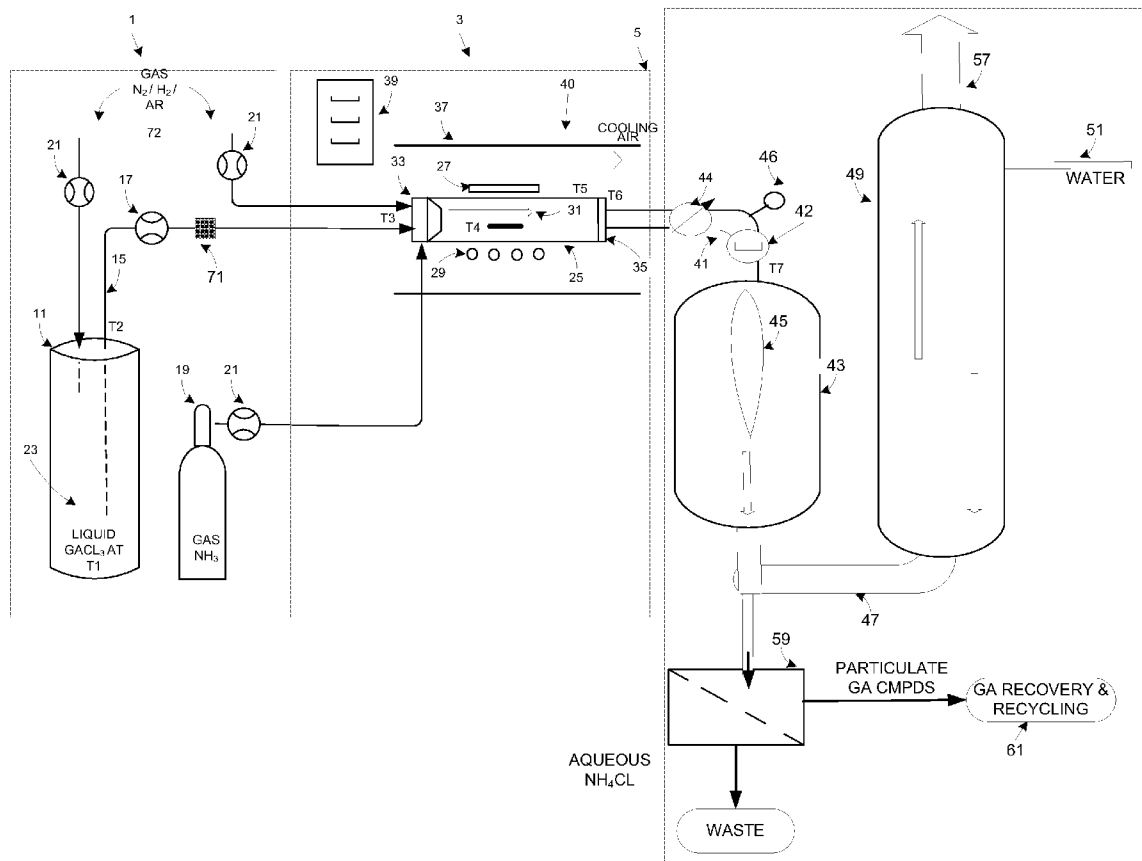 1
3
5
GAS
N₂/ H₂/
AR
72
21
21
17
71
15
T2
11
23
LIQUID
GACL₃ AT
T1
19
21
GAS
NH₃
39
37
40
COOLING
AIR
33
27
T5
T6
T3
T4
31
29
25
35
44
46
42
41
T7
45
43
57
51
WATER
49
47
59
PARTICULATE
GA CMPDS
GA RECOVERY &
RECYCLING
61
AQUEOUS
NH₄CL
WASTE